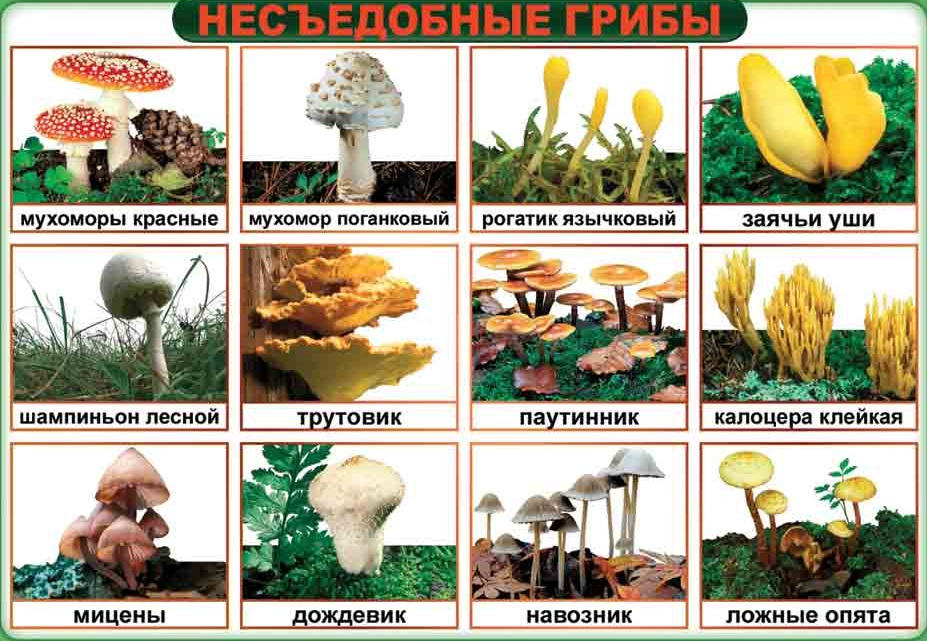 НЕСЪЕДОБНЫЕ ГРИБЫ
мухоморы красные
мухомор поганковый
рогатик язычковый
заячьи уши
шампиньон лесной
трутовик
паутинник
калоцера клейкая
мицены
дождевик
навозник
ложные опята